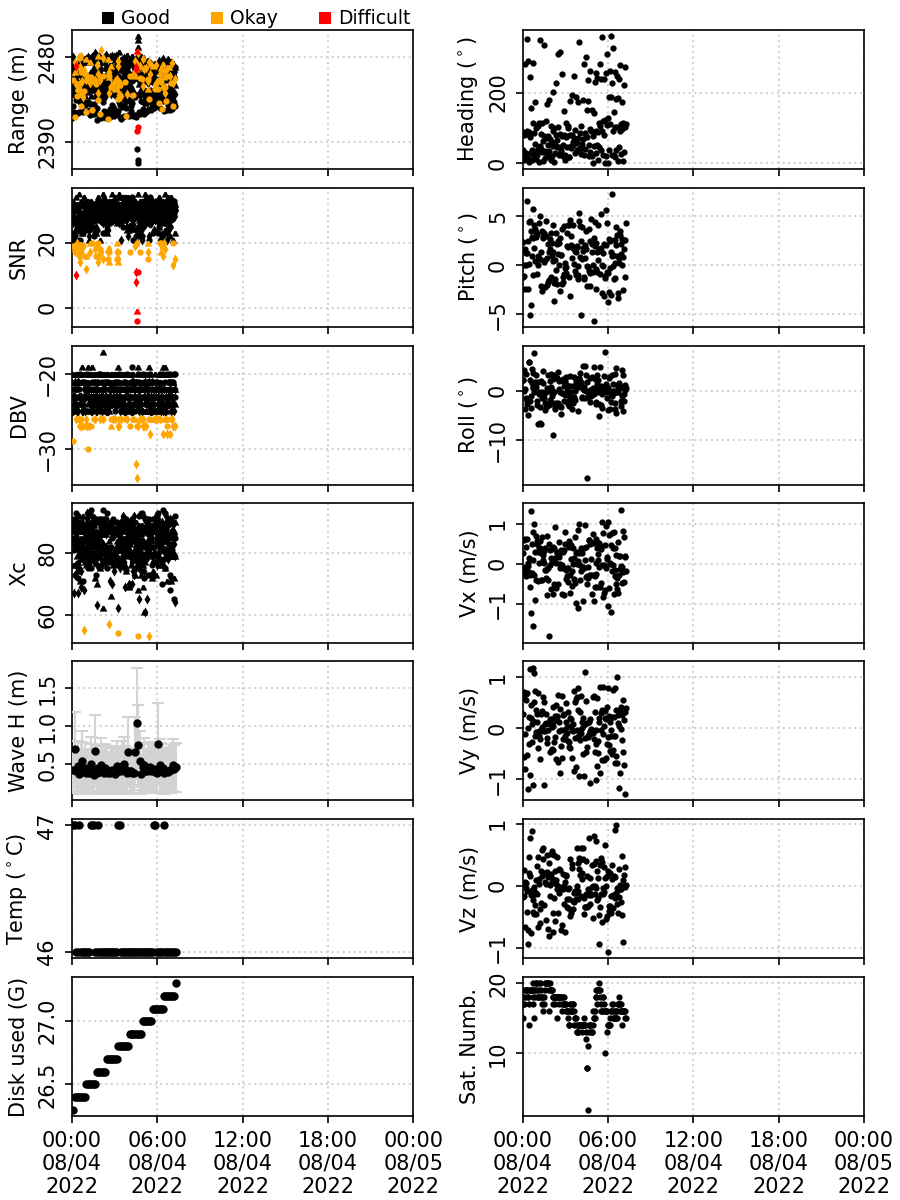 Good Okay Difficult
Range (m)
2480
2390
Heading (°)
200
0
SNR
20
0
Pitch (°)
5
0
−5
DBV
−20
−30
Roll (°)
0
−10
Xc
80
60
Vx (m/s)
1
0
−1
Wave H (m)
1.5
1.0
0.5
Vy (m/s)
1
0
−1
Temp (°C)
47
46
Vz (m/s)
1
0
−1
Disk used (G)
27.0
26.5
Sat. Numb.
20
10
00:00 06:00 12:00 18:00 00:00
08/04 08/04 08/04 08/04 08/05
2022 2022 2022 2022 2022
00:00 06:00 12:00 18:00 00:00
08/04 08/04 08/04 08/04 08/05
2022 2022 2022 2022 2022